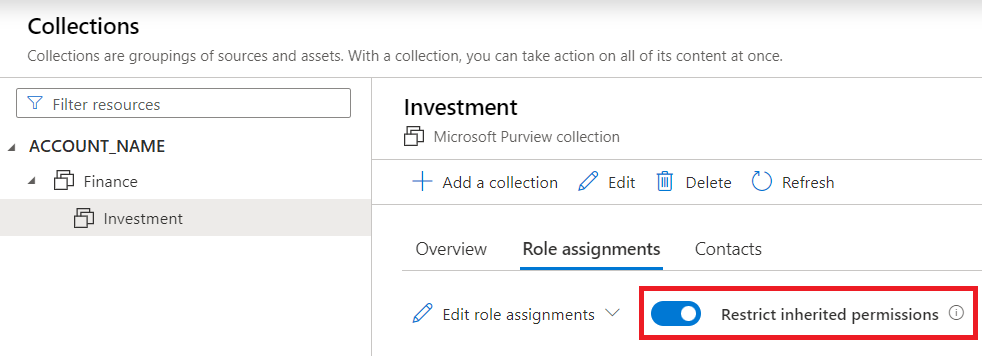 Collections
Collections are groupings of sources and assets. With a collection, you can take action on all of its content at once.
Filter resources
ACCOUNT_NAME
Finance
Investment
Investment
Microsoft Purview collection
Add a collection Edit Delete Refresh
Overview Role assignments Contacts
Edit role assignments Restrict inherited permissions